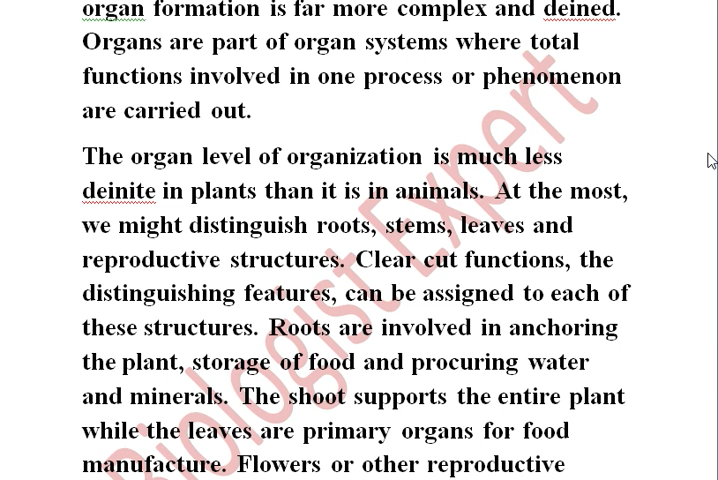 organ formation is far more complex and deined.
Organs are part of organ systems where total
functions involved in one process or phenomenon
are carried out.
The organ level of organization is much less
deinite in plants than it is in animals. At the most,
we might distinguish roots, stems, leaves and
reproductive structures. Clear cut functions, the
distinguishing features, can be assigned to each of
these structures. Roots are involved in anchoring
the plant, storage of food and procuring water
and minerals. The shoot supports the entire plant
while the leaves are primary organs for food
manufacture. Flowers or other reproductive
Biologist Expert